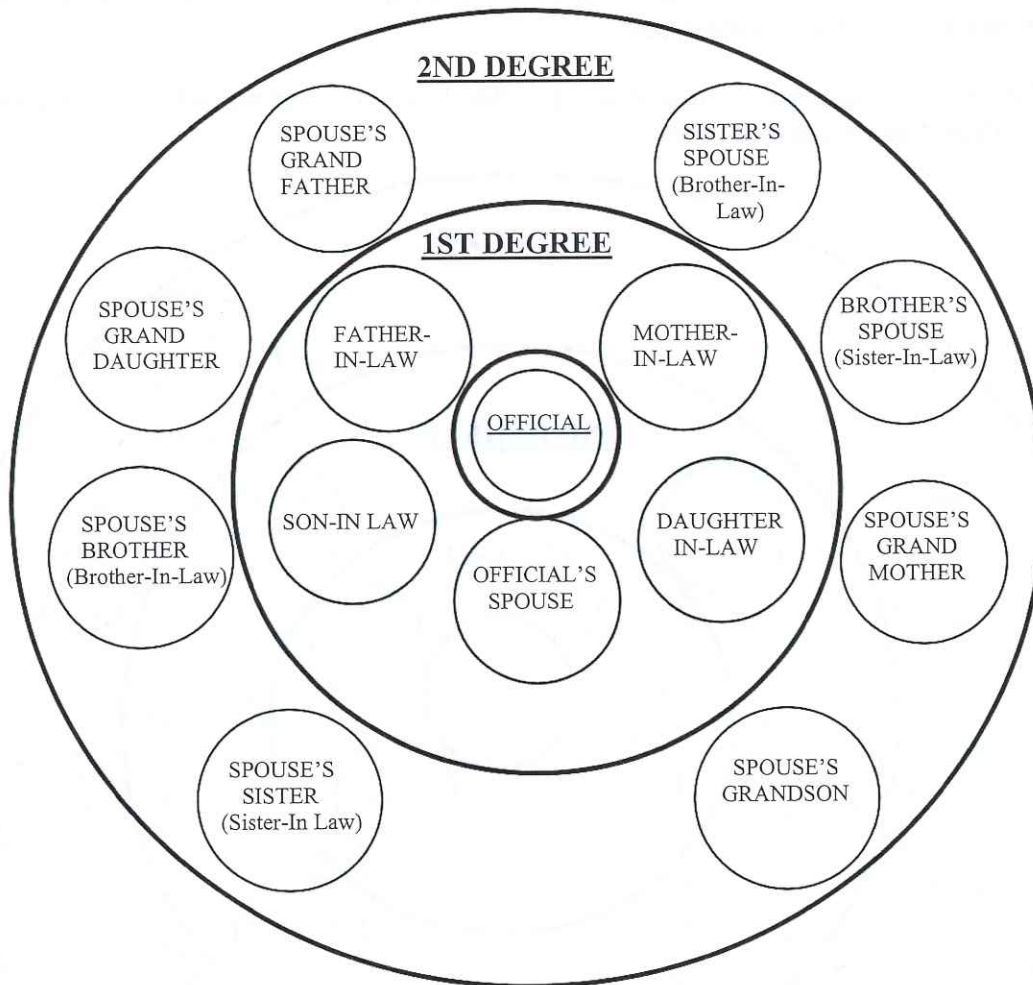 2ND DEGREE
SPOUSE'S
GRAND
FATHER
SISTER'S
SPOUSE
(Brother-In-
Law)
1ST DEGREE
SPOUSE'S
GRAND
DAUGHTER
FATHER-
IN-LAW
MOTHER-
IN-LAW
BROTHER'S
SPOUSE
(Sister-In-Law)
OFFICIAL
SPOUSE'S
BROTHER
(Brother-In-Law)
SON-IN LAW
OFFICIAL'S
SPOUSE
DAUGHTER
IN-LAW
SPOUSE'S
GRAND
MOTHER
SPOUSE'S
SISTER
(Sister-In Law)
SPOUSE'S
GRANDSON